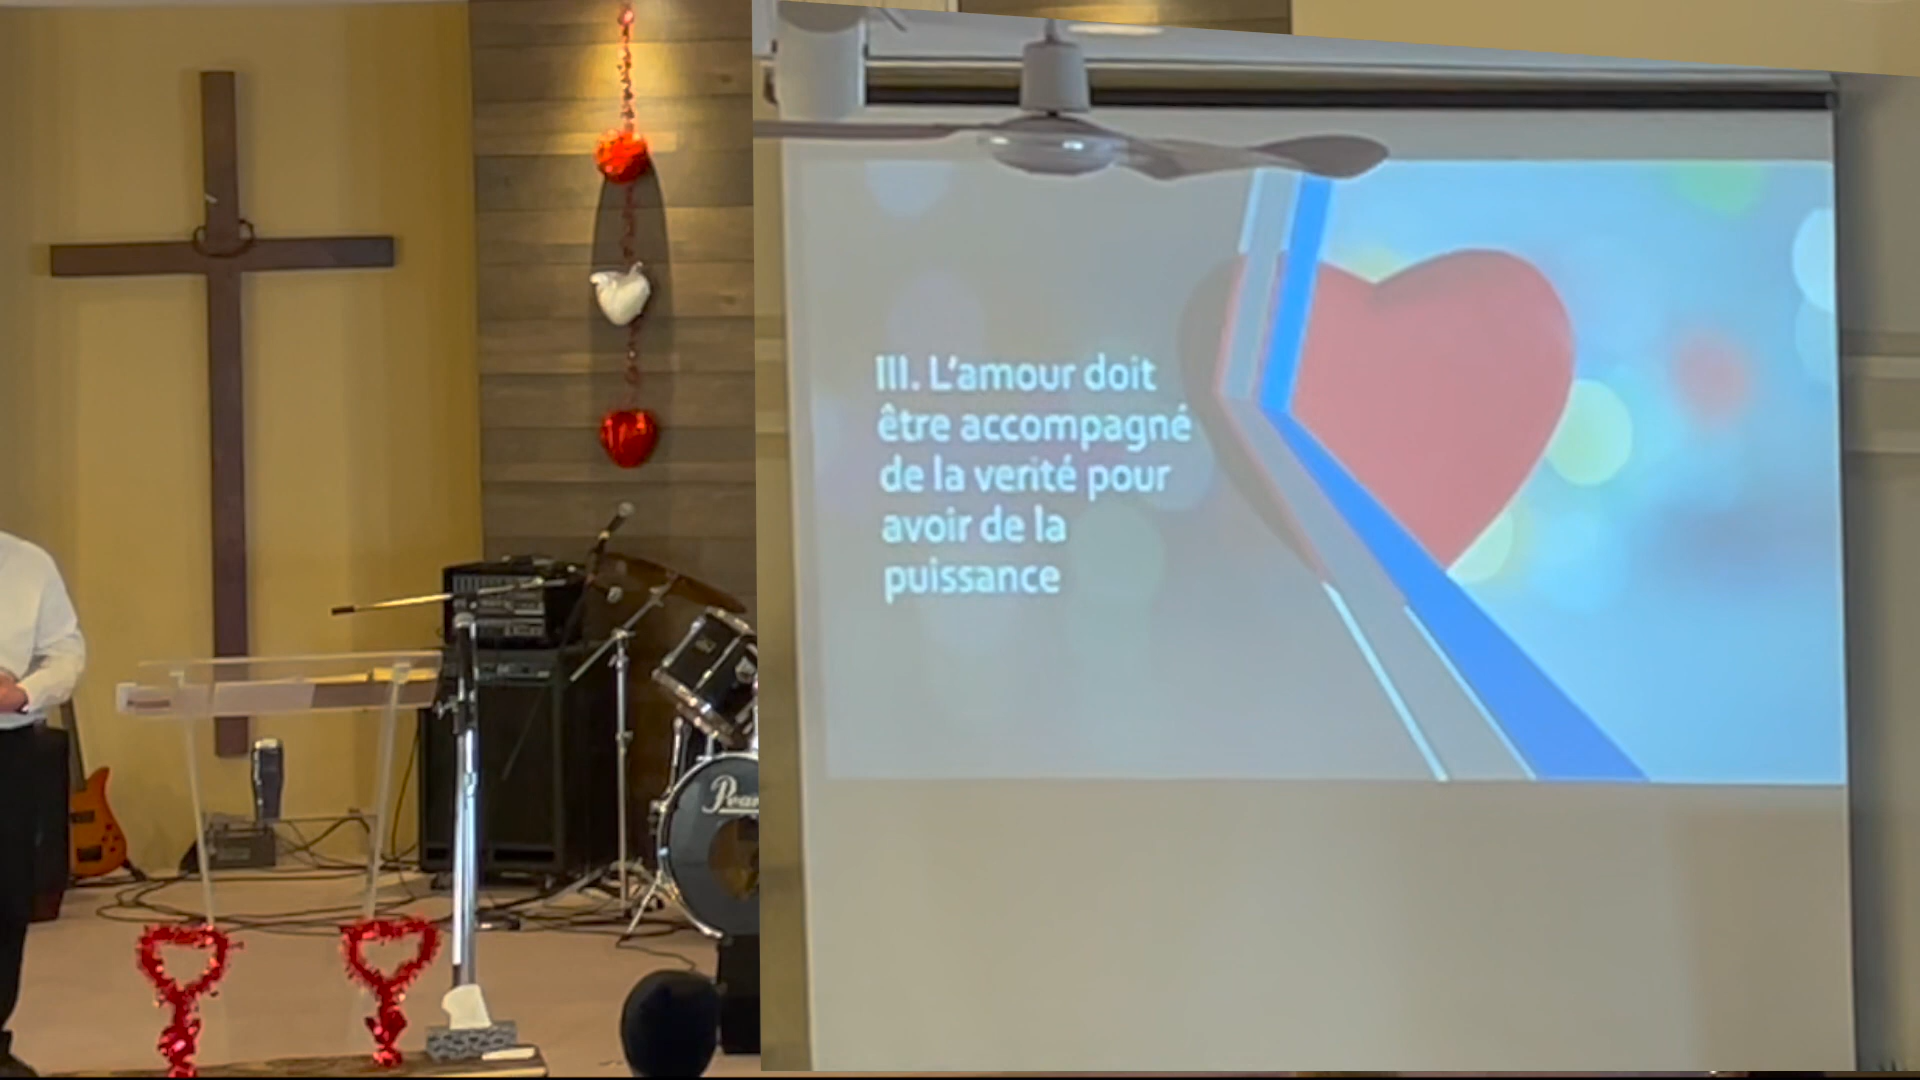 III. L'amour doit
être accompagné
de la verité pour
avoir de la
puissance